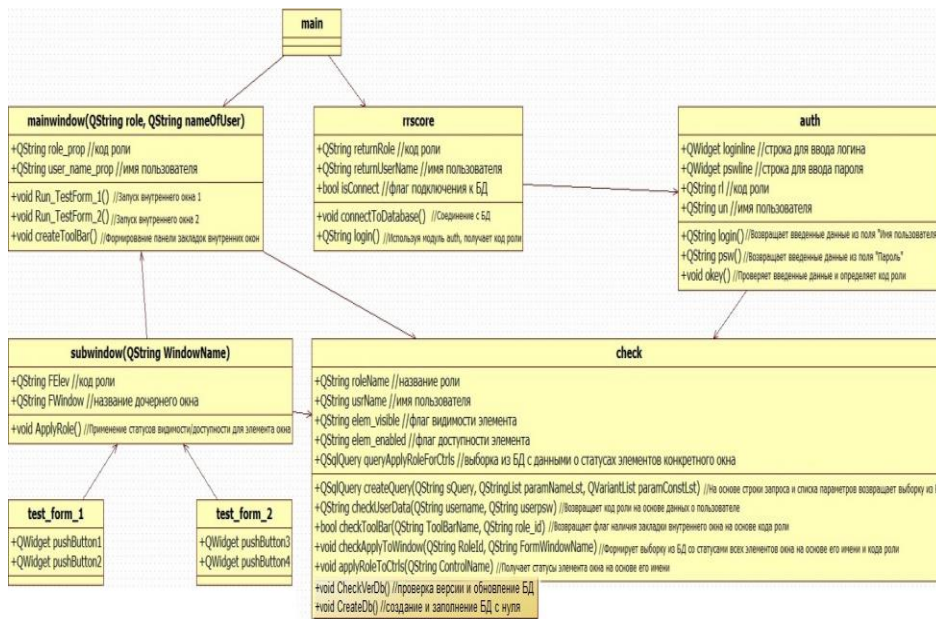 main
mainwindow(QString role, QString nameOfUser)
+QString role_prop //код роли
+QString user_name_prop //имя пользователя
+void Run_TestForm_1() //Запуск внутреннего окна 1
+void Run_TestForm_2() //Запуск внутреннего окна 2
+void createToolBar() //Формирование панели закладок внутренних окон
rrscore
+QString returnRole //код роли
+QString returnUserName //имя пользователя
+bool isConnect //флаг подключения к БД
+void connectToDatabase() //Соединение с БД
+QString login() //Используя модуль auth, получает код роли
auth
+QWidget loginline //строка для ввода логина
+QWidget pswline //строка для ввода пароля
+QString rl //код роли
+QString un //имя пользователя
+QString login() //Возвращает введенные данные из поля "Имя пользователя
+QString psw() //Возвращает введенные данные из поля "Пароль"
+void okey() //Проверяет введенные данные и определяет код роли
subwindow(QString WindowName)
+QString FElev //код роли
+QString FWindow //название дочернего окна
+void ApplyRole() //Применение статусов видимости/доступности для элемента окна
check
+QString roleName //название роли
+QString usrName //имя пользователя
+QString elem_visible //флаг видимости элемента
+QString elem_enabled //флаг доступности элемента
+QSqlQuery queryApplyRoleForCtrls //выборка из БД с данными о статусах элементов конкретного окна
+QSqlQuery createQuery(QString sQuery, QStringList paramNameLst, QVariantList paramConstLst) //На основе строки запроса и списка параметров возвращает выборку из
+QString checkUserData(QString username, QString userpsw) //Возвращает код роли на основе данных о пользователе
+bool checkToolBar(QString ToolBarName, QString role_id) //Возвращает флаг наличия закладки внутреннего окна на основе кода роли
+void checkApplyToWindow(QString RoleId, QString FormWindowName) //Формирует выборку из БД со статусами всех элементов окна на основе его имени и кода роли
+void applyRoleToCtrls(QString ControlName) //Получает статусы элемента окна на основе его имени
+void CheckVerDb() //проверка версии и обновление БД
+void CreateDb() //создание и заполнение БД с нуля
test_form_1
+QWidget pushButton1
+QWidget pushButton2
test_form_2
+QWidget pushButton3
+QWidget pushButton4